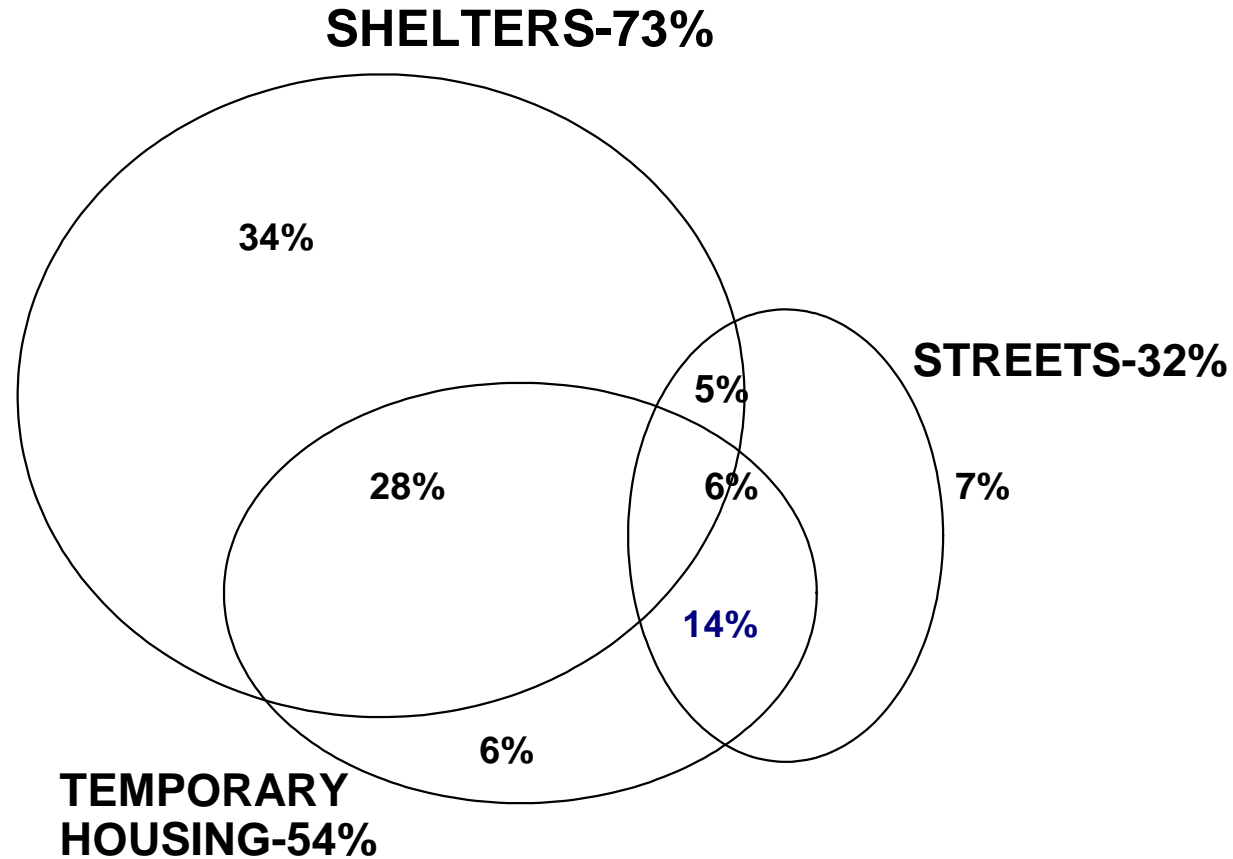 SHELTERS-73%
34%
STREETS-32%
5%
28%
6%
7%
14%
6%
TEMPORARY
HOUSING-54%